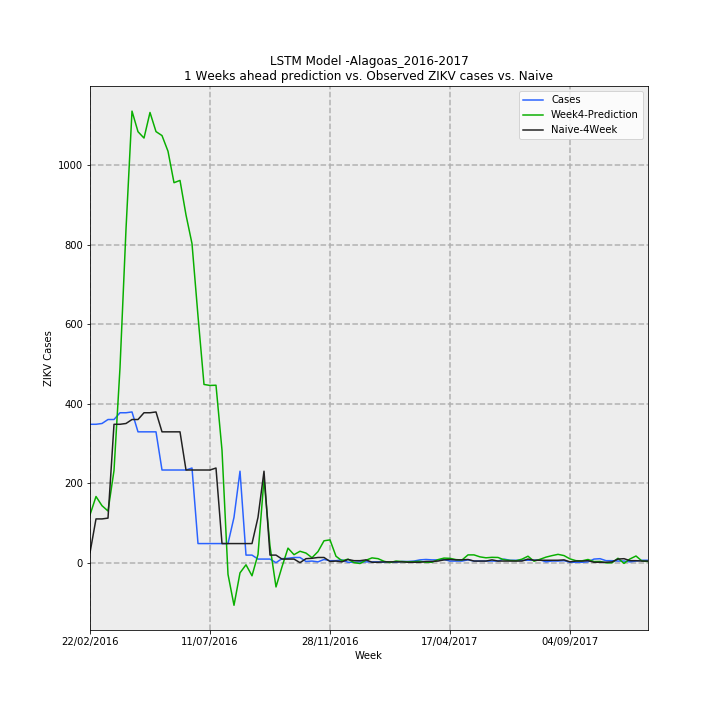 LSTM Model -Alagoas_2016-2017
1 Weeks ahead prediction vs. Observed ZIKV cases vs. Naive
Cases
Week4-Prediction
Naive-4Week
ZIKV Cases
1000
800
600
400
200
0
22/02/2016
11/07/2016
28/11/2016
17/04/2017
04/09/2017
Week